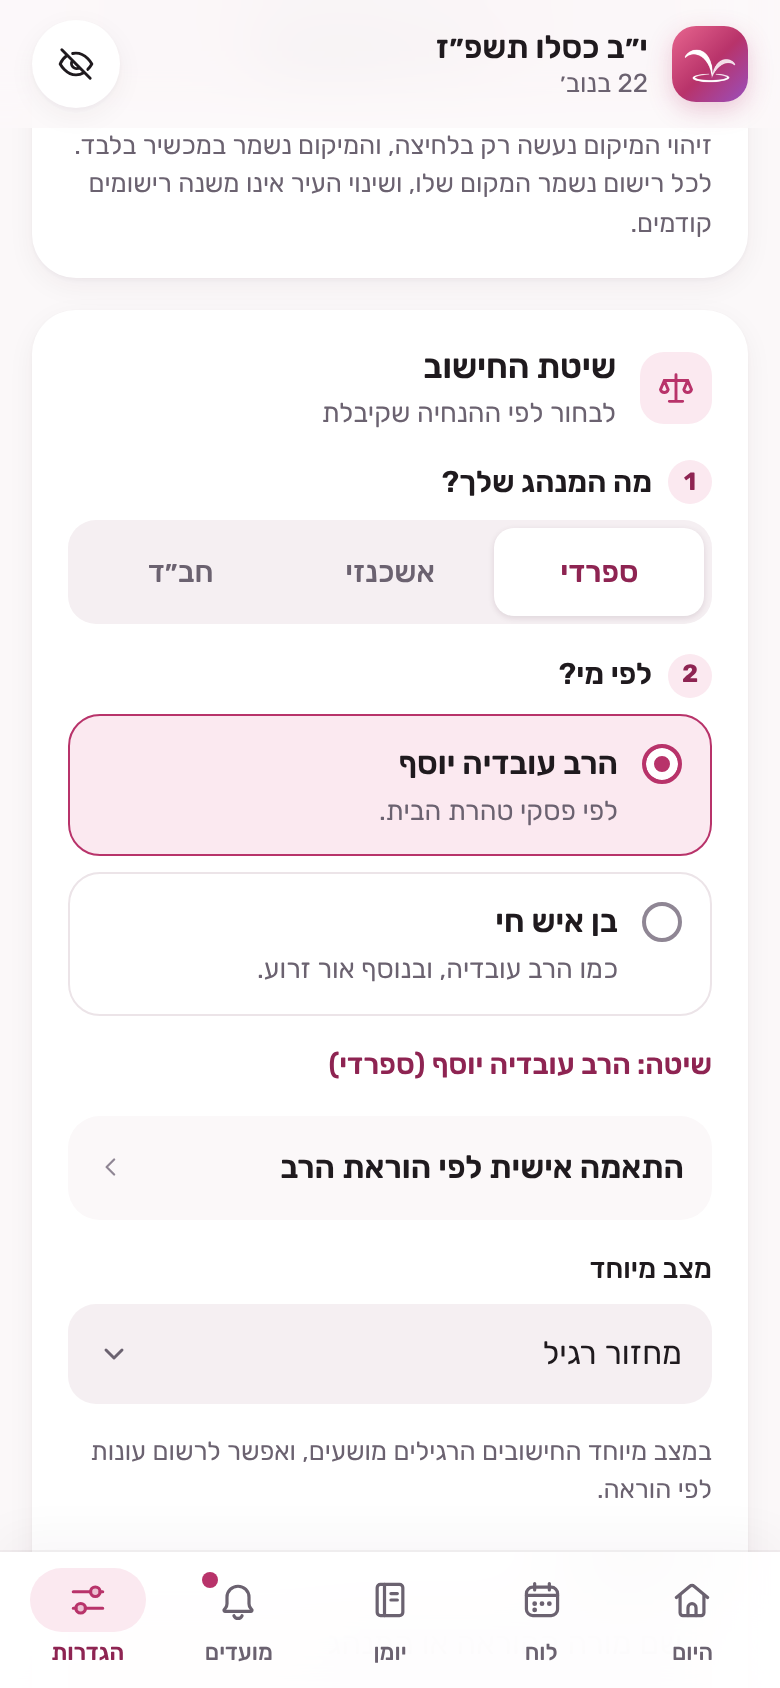 י״ב כסלו תשפ״ז
22 בנוב׳
זיהוי המיקום נעשה רק בלחיצה, והמיקום נשמר במכשיר בלבד.
לכל רישום נשמר המקום שלו, ושינוי העיר אינו משנה רישומים
קודמים.
שיטת החישוב
לבחור לפי ההנחיה שקיבלת
1 מה המנהג שלך?
ספרדי אשכנזי חב״ד
2 לפי מי?
הרב עובדיה יוסף
לפי פסקי טהרת הבית.
בן איש חי
כמו הרב עובדיה, ובנוסף אור זרוע.
שיטה: הרב עובדיה יוסף (ספרדי)
התאמה אישית לפי הוראת הרב
מצב מיוחד
מחזור רגיל
במצב מיוחד החישובים הרגילים מושעים, ואפשר לרשום עונות
לפי הוראה.
היום לוח יומן מועדים הגדרות